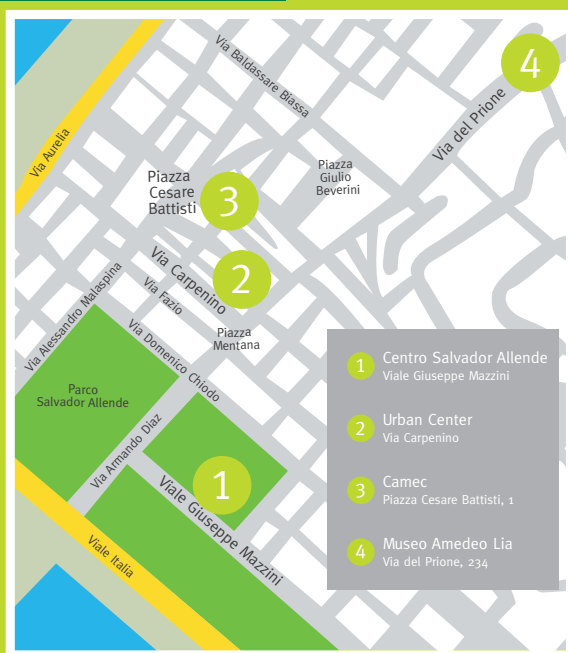 Via Baldassare Biassa
4
Via del Prione
Via Aurelia
Piazza
Cesare
Battisti
3
Piazza
Giulio
Beverini
Via Carpenino
2
Via Fazio
Via Alessandro Malaspina
Piazza
Mentana
Via Domenico Chiodo
Parco
Salvador Allende
Via Armando Diaz
1
Viale Giuseppe Mazzini
Viale Italia
1 Centro Salvador Allende
Viale Giuseppe Mazzini
2 Urban Center
Via Carpenino
3 Camec
Piazza Cesare Battisti, 1
4 Museo Amedeo Lia
Via del Prione, 234